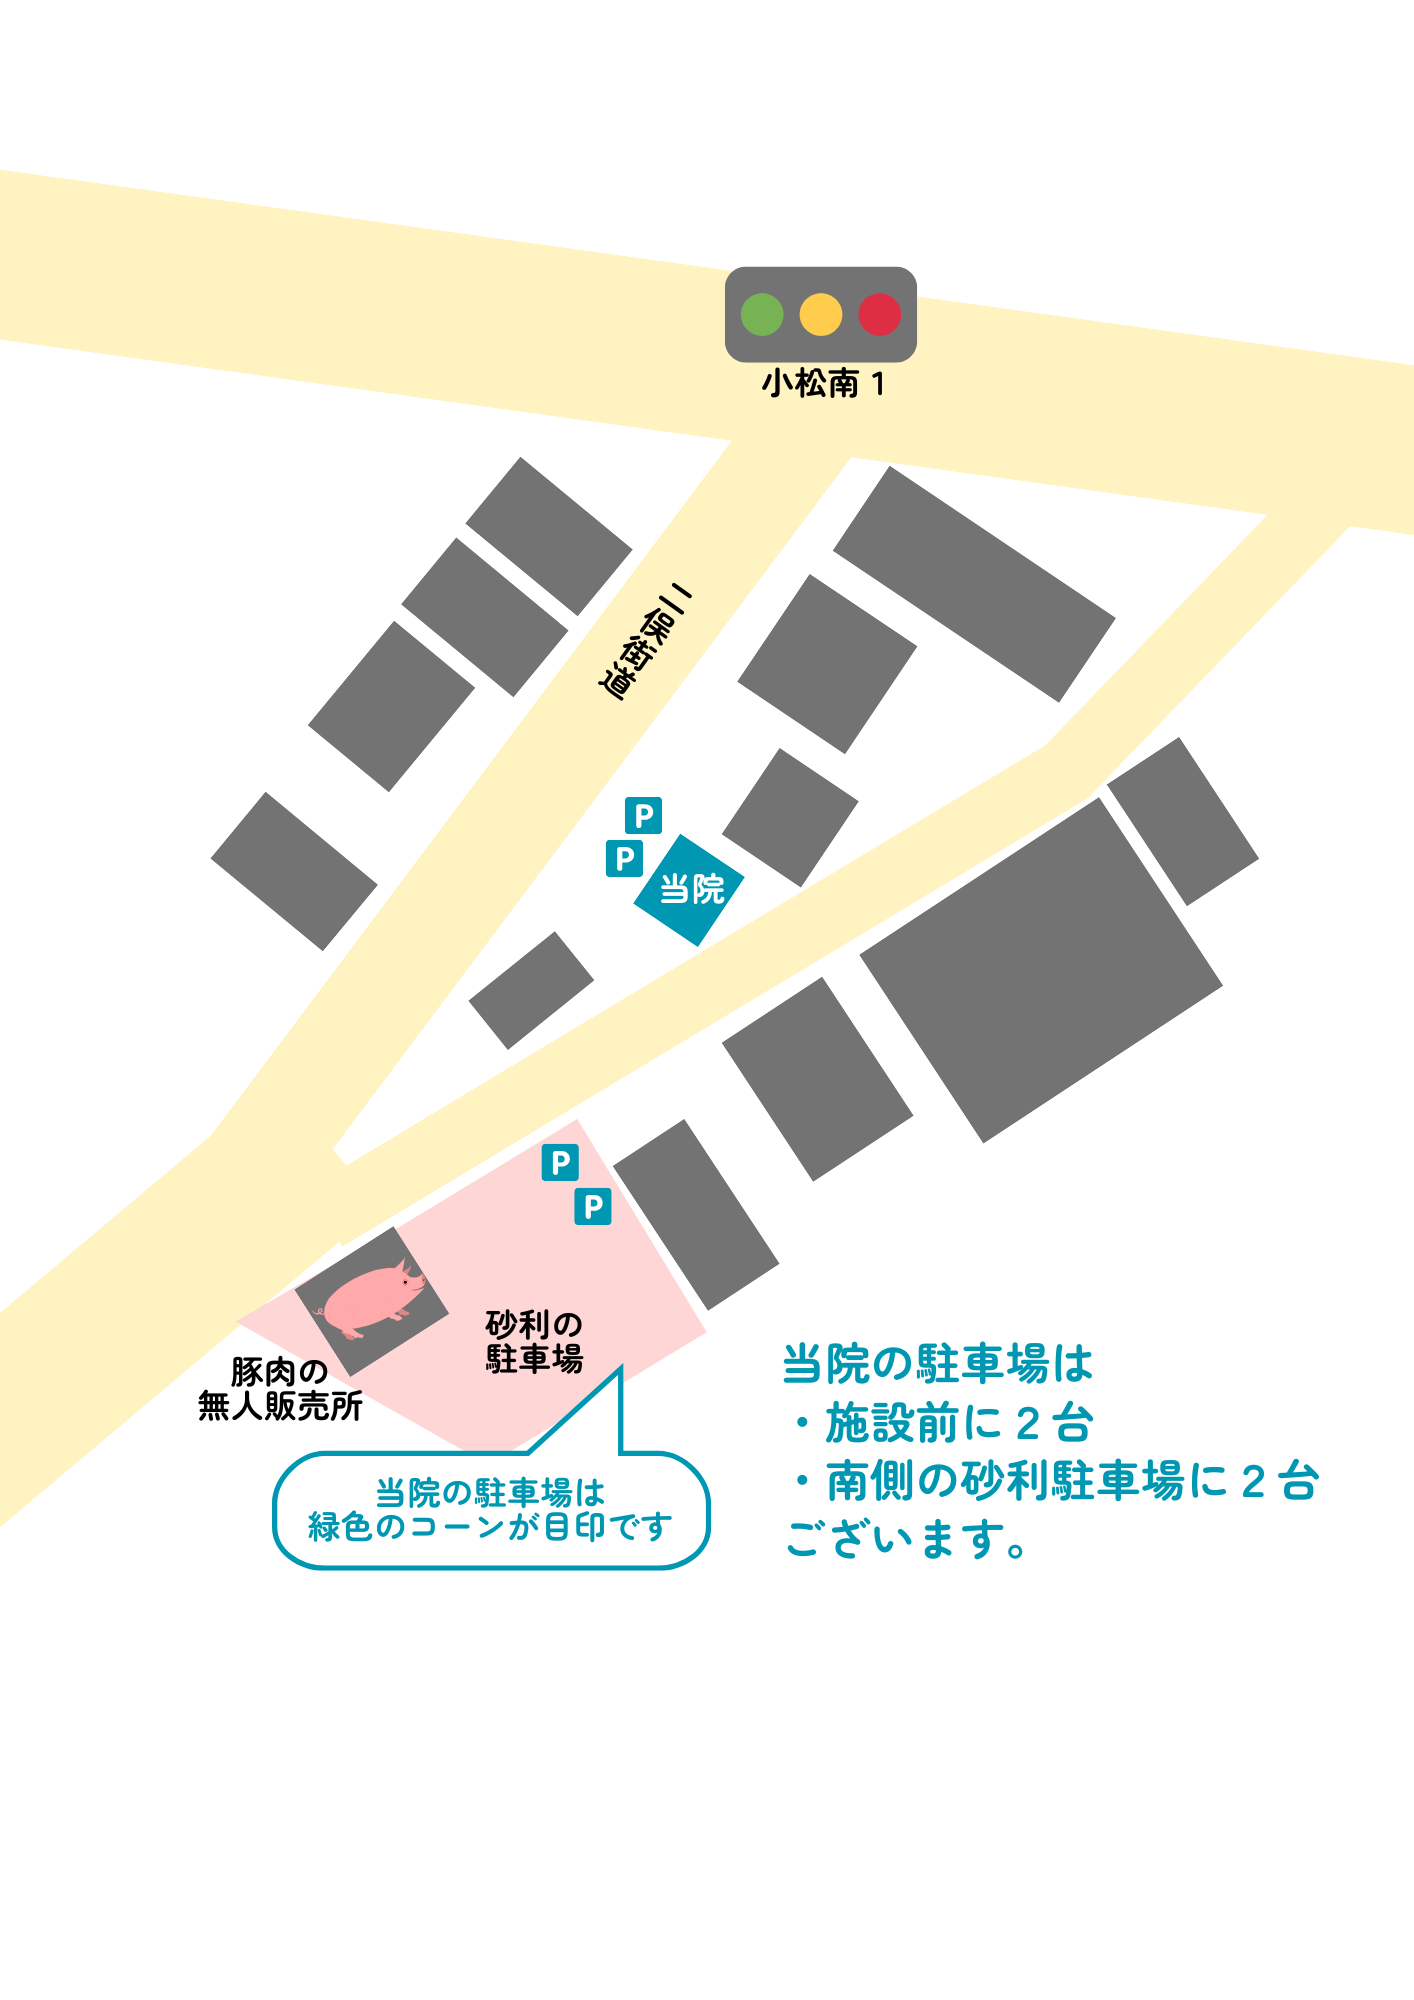 小松南1
二俣街道
P
P
当院
P
P
砂利の
駐車場
豚肉の
無人販売所
当院の駐車場は
緑色のコーンが目印です
当院の駐車場は
・施設前に2台
・南側の砂利駐車場に2台
ございます。